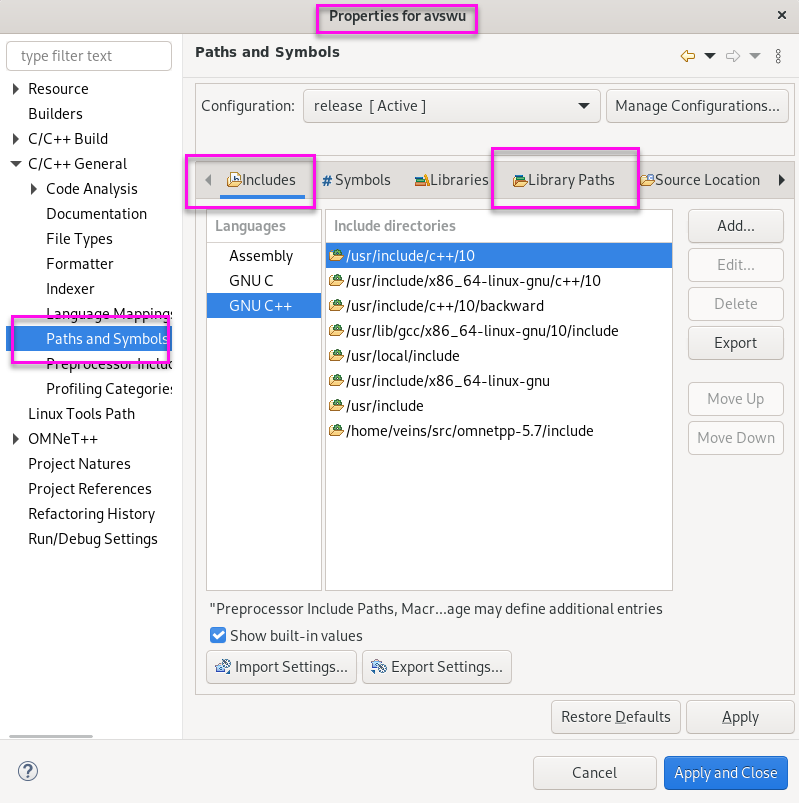 Properties for avswu
type filter text
Resource
Builders
C/C++ Build
C/C++ General
Code Analysis
Documentation
File Types
Formatter
Indexer
Language Mappings
Paths and Symbols
Preprocessor Includ
Profiling Categories
Linux Tools Path
OMNeT++
Project Natures
Project References
Refactoring History
Run/Debug Settings
Paths and Symbols
Configuration: release [ Active ] Manage Configurations...
Includes # Symbols Libraries Library Paths Source Location
Languages
Assembly
GNU C
GNU C++
Include directories
/usr/include/c++/10
/usr/include/x86_64-linux-gnu/c++/10
/usr/include/c++/10/backward
/usr/lib/gcc/x86_64-linux-gnu/10/include
/usr/local/include
/usr/include/x86_64-linux-gnu
/usr/include
/home/veins/src/omnetpp-5.7/include
Add...
Edit...
Delete
Export
Move Up
Move Down
"Preprocessor Include Paths, Macr...age may define additional entries
Show built-in values
Import Settings... Export Settings...
Restore Defaults Apply
? Cancel Apply and Close